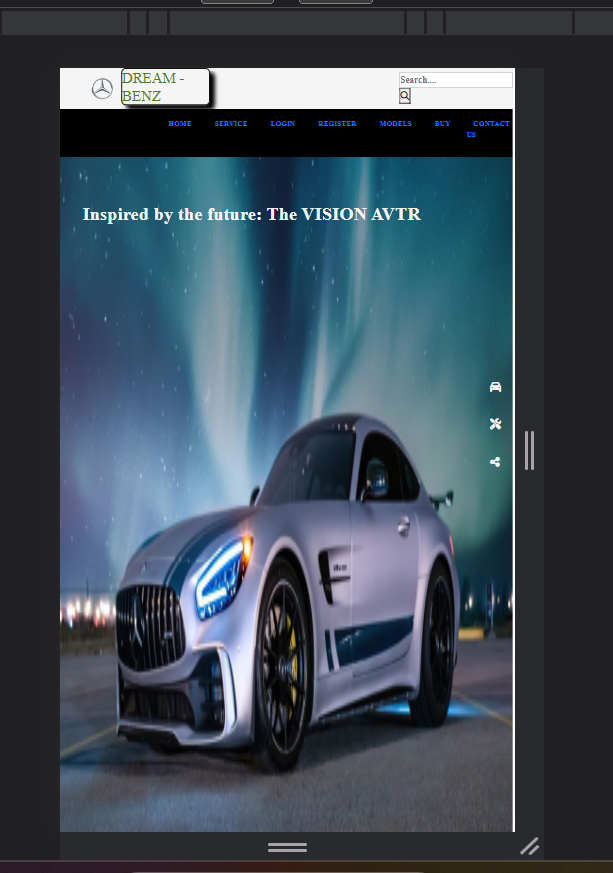 DREAM -
BENZ
Search....
HOME SERVICE LOGIN REGISTER MODELS BUY CONTACT
US
Inspired by the future: The VISION AVTR